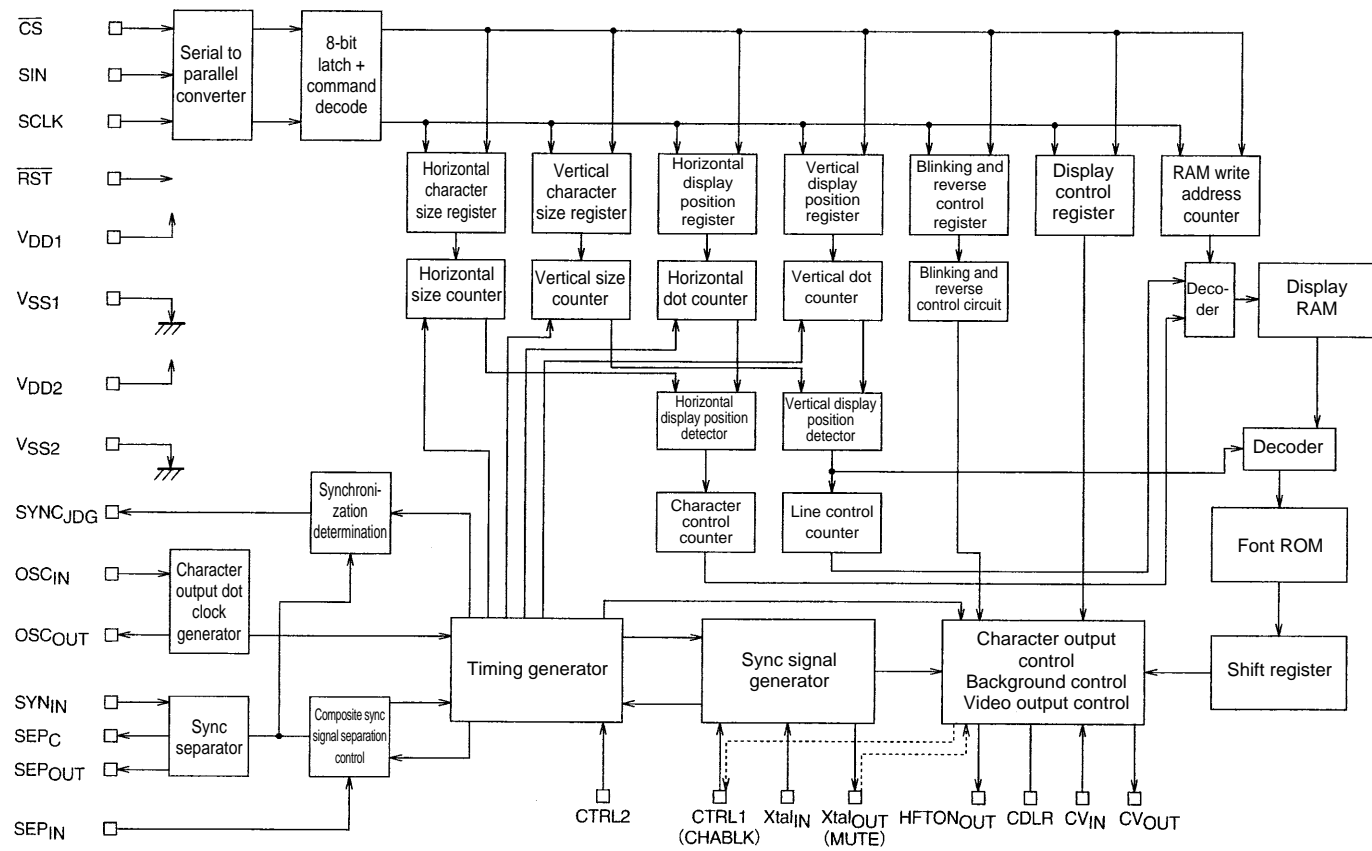 CS
SIN
SCLK
RST
VDD1
VSS1
VDD2
VSS2
SYNCJDG
OSCIN
OSCOUT
SYNIN
SEPC
SEPOUT
SEPIN
Serial to
parallel
converter
8-bit
latch +
command
decode
Horizontal
character
size register
Vertical
character
size register
Horizontal
display
position
register
Vertical
display
position
register
Blinking and
reverse
control
register
Display
control
register
RAM write
address
counter
Horizontal
size counter
Vertical size
counter
Horizontal
dot counter
Vertical dot
counter
Blinking and
reverse
control circuit
Deco-
der
Display
RAM
Horizontal
display position
detector
Vertical display
position
detector
Decoder
Character
control
counter
Line control
counter
Font ROM
Synchroni-
zation
determination
Character
output dot
clock
generator
Timing generator
Sync signal
generator
Character output
control
Background control
Video output control
Shift register
Sync
separator
Composite sync
signal separation
control
CTRL2
CTRL1
(CHABLK)
XtalIN
XtalOUT
(MUTE)
HFTONOUT
CDLR
CVIN
CVOUT